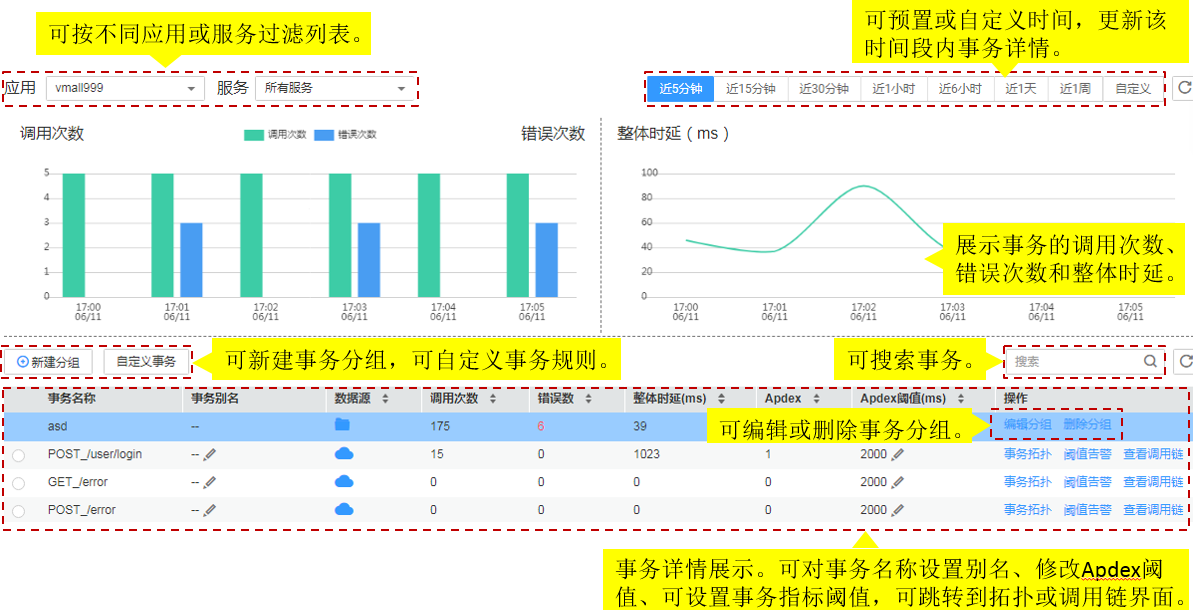 可按不同应用或服务过滤列表。
可预置或自定义时间，更新该
时间段内事务详情。
应用 vmall999 服务 所有服务
近5分钟 近15分钟 近30分钟 近1小时 近6小时 近1天 近1周 自定义
调用次数 调用次数 错误次数 错误次数
5
4
3
2
1
0
17:00 17:01 17:02 17:03 17:04 17:05
06/11 06/11 06/11 06/11 06/11 06/11
整体时延（ms）
100
80
60
40
20
0
17:00 17:01 17:02 17:03 17:04 17:05
06/11 06/11 06/11 06/11 06/11 06/11
展示事务的调用次数、
错误次数和整体时延。
新建分组 自定义事务
可新建事务分组，可自定义事务规则。
可搜索事务。
搜索
事务名称 事务别名 数据源 调用次数 错误数 整体时延(ms) Apdex Apdex阈值(ms) 操作
asd -- 175 6 39 编辑分组 删除分组
可编辑或删除事务分组。
POST_/user/login -- 15 0 1023 1 2000 事务拓扑 阈值告警 查看调用链
GET_/error -- 0 0 0 0 2000 事务拓扑 阈值告警 查看调用链
POST_/error -- 0 0 0 0 2000 事务拓扑 阈值告警 查看调用链
事务详情展示。可对事务名称设置别名、修改Apdex阈
值、可设置事务指标阈值，可跳转到拓扑或调用链界面。